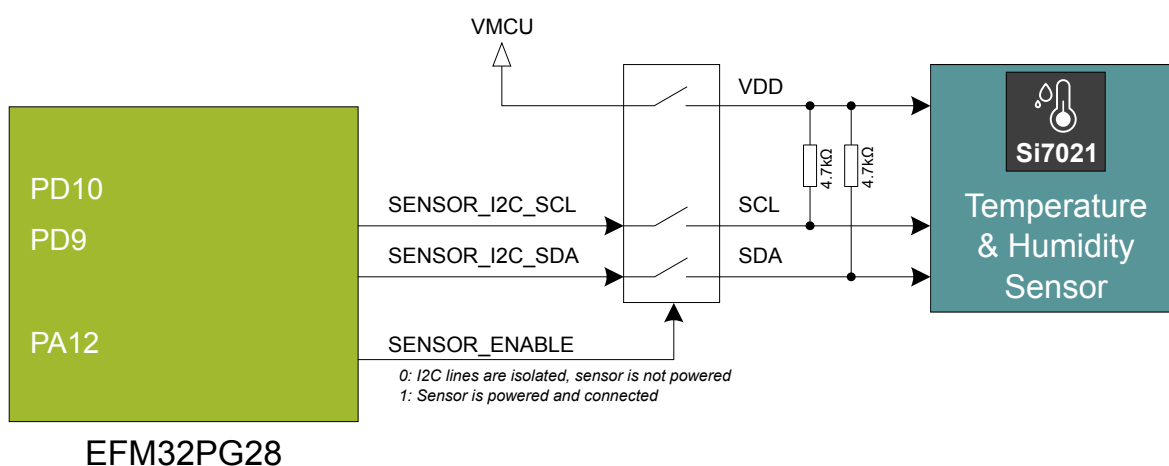 VMCU
VDD
4.7kΩ
4.7kΩ
Si7021
PD10
SENSOR_I2C_SCL
SCL
Temperature
& Humidity
Sensor
PD9
SENSOR_I2C_SDA
SDA
PA12
SENSOR_ENABLE
0: I2C lines are isolated, sensor is not powered
1: Sensor is powered and connected
EFM32PG28